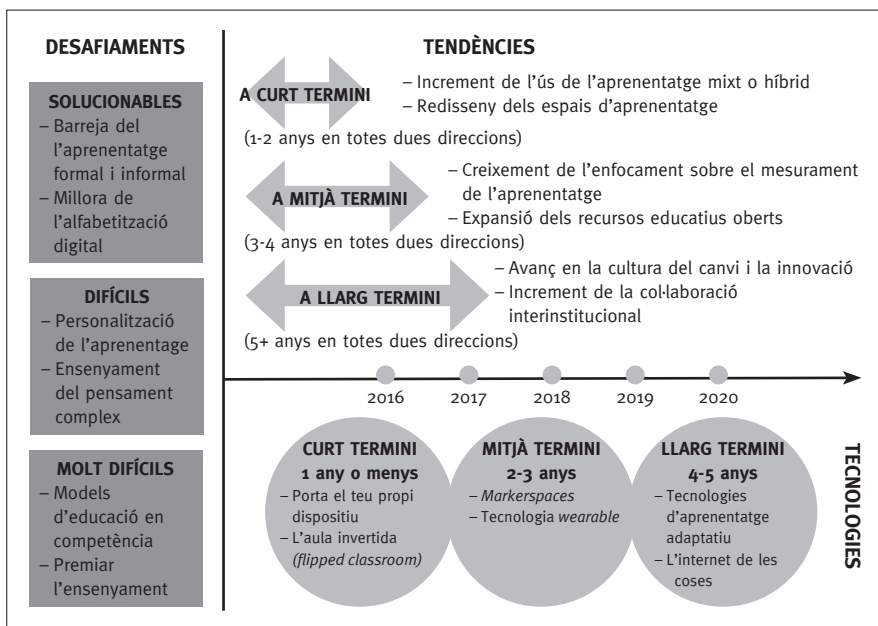 DESAFIAMENTS
SOLUCIONABLES
– Barreja del
l’aprenentatge
formal i informal
– Millora de
l’alfabetització
digital
DIFÍCILS
– Personalització
de l’aprenentage
– Ensenyament
del pensament
complex
MOLT DIFÍCILS
– Models
d’educació en
competència
– Premiar
l’ensenyament
TENDÈNCIES
A CURT TERMINI
– Increment de l’ús de l’aprenentatge mixt o híbrid
– Redisseny dels espais d’aprenentatge
(1-2 anys en totes dues direccions)
A MITJÀ TERMINI
– Creixement de l’enfocament sobre el mesurament
de l’aprenentatge
– Expansió dels recursos educatius oberts
(3-4 anys en totes dues direccions)
A LLARG TERMINI
– Avanç en la cultura del canvi i la innovació
– Increment de la col·laboració
interinstitucional
(5+ anys en totes dues direccions)
2016 2017 2018 2019 2020
CURT TERMINI
1 any o menys
– Porta el teu propi
dispositiu
– L’aula invertida
(flipped classroom)
MITJÀ TERMINI
2-3 anys
– Markerspaces
– Tecnologia wearable
LLARG TERMINI
4-5 anys
– Tecnologies
d’aprenentatge
adaptatiu
– L’internet de les
coses
TECNOLOGIES